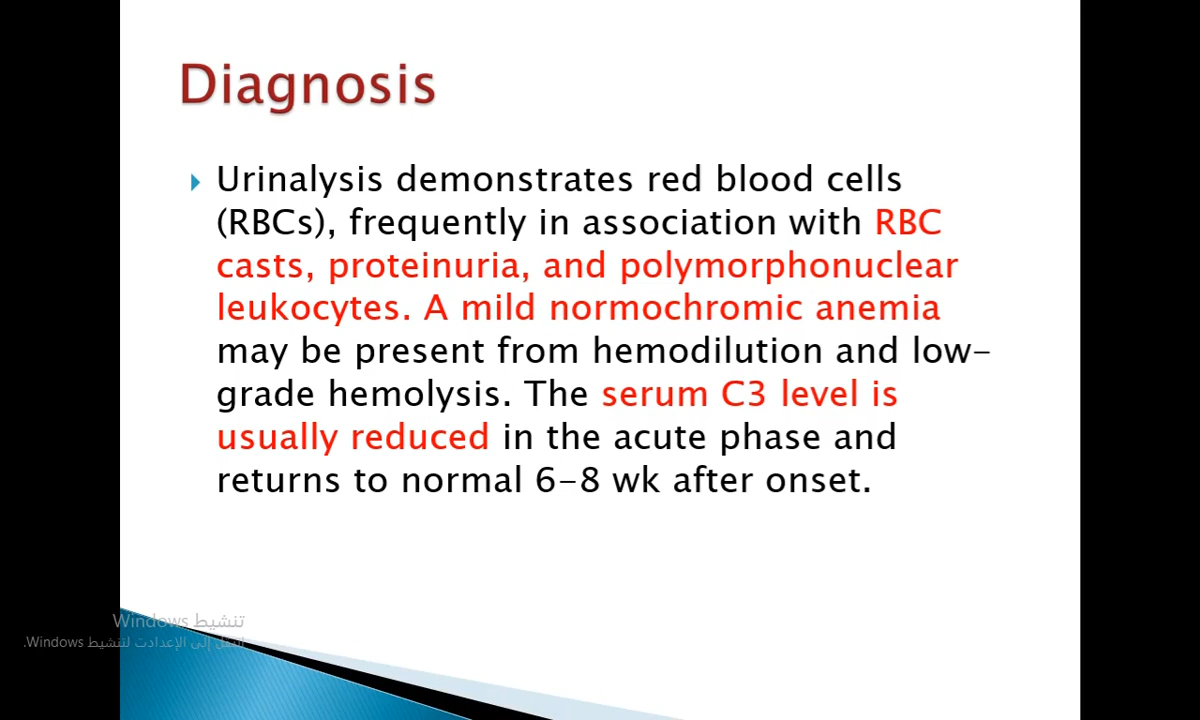 Diagnosis
Urinalysis demonstrates red blood cells
(RBCs), frequently in association with RBC
casts, proteinuria, and polymorphonuclear
leukocytes. A mild normochromic anemia
may be present from hemodilution and low-
grade hemolysis. The serum C3 level is
usually reduced in the acute phase and
returns to normal 6-8 wk after onset.
تنشيط Windows
انتقل إلى الإعدادت لتنشيط Windows.